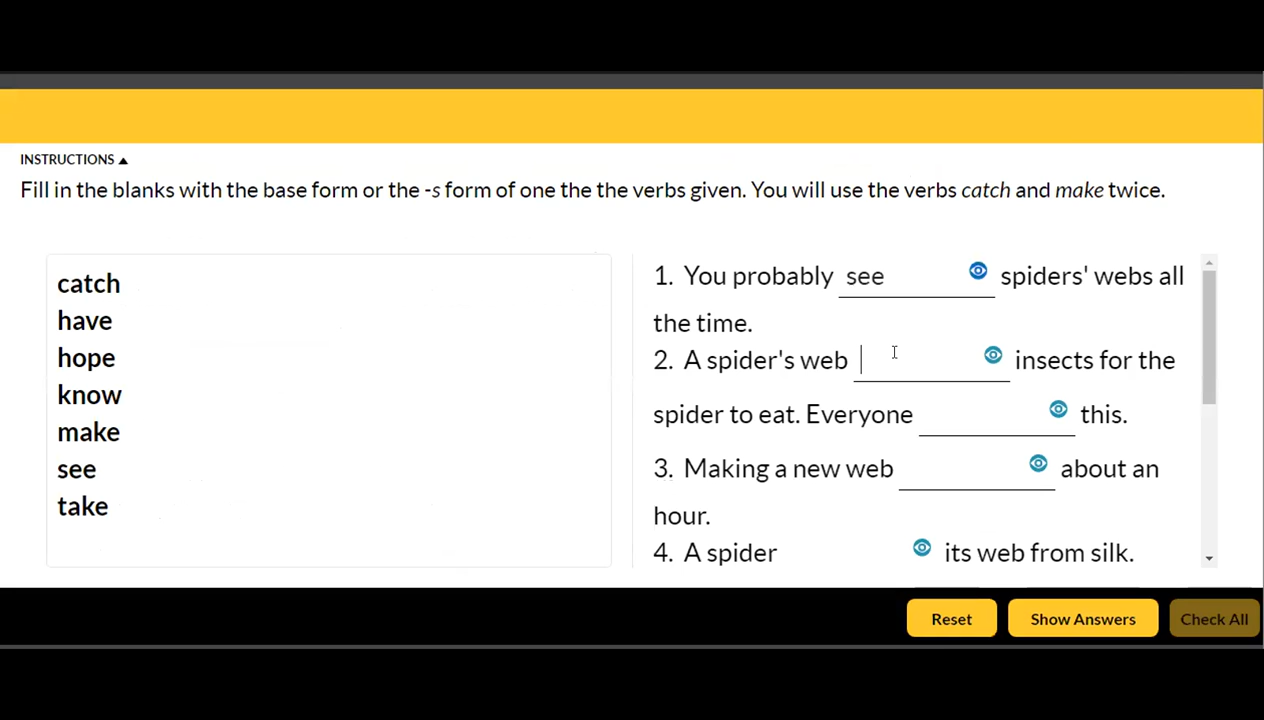 INSTRUCTIONS ▲
Fill in the blanks with the base form or the -s form of one the the verbs given. You will use the verbs catch and make twice.
catch
have
hope
know
make
see
take
1. You probably see spiders' webs all
the time.
2. A spider's web insects for the
spider to eat. Everyone this.
3. Making a new web about an
hour.
4. A spider its web from silk.
Reset Show Answers Check All